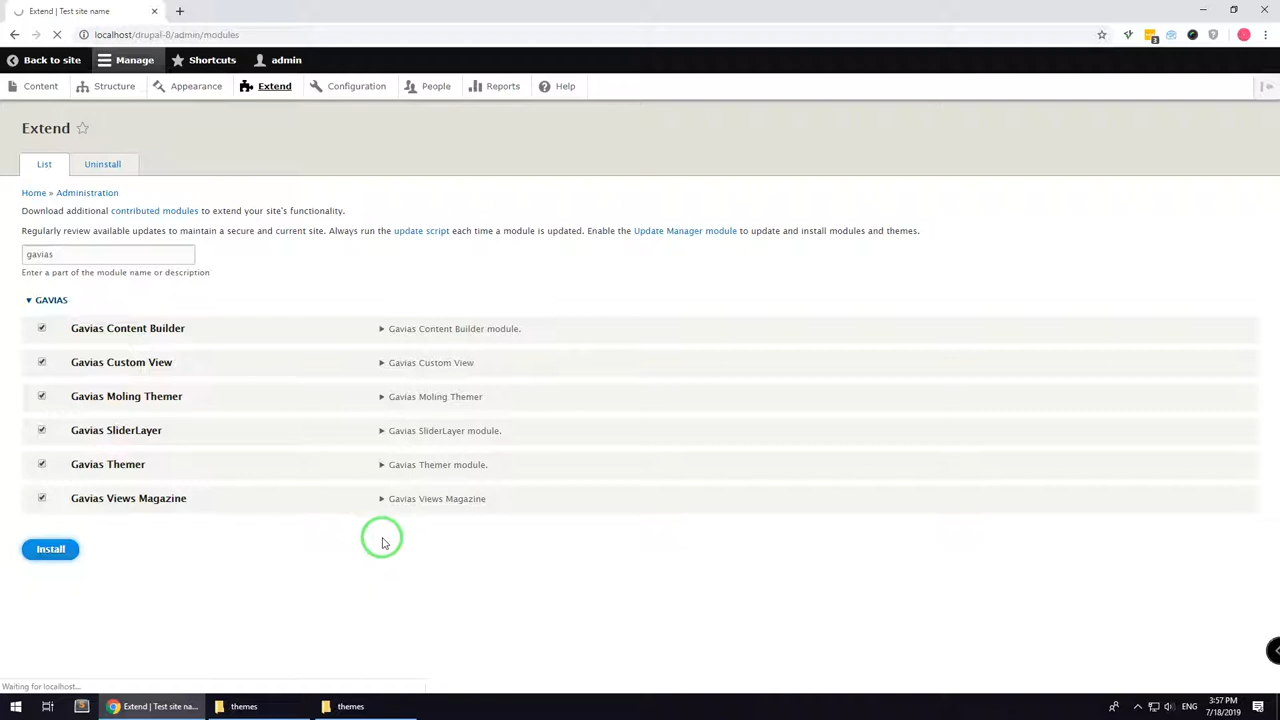 Extend | Test site name
localhost/drupal-8/admin/modules
3
Back to site Manage Shortcuts admin
Content Structure Appearance Extend Configuration People Reports Help
Extend
List Uninstall
Home » Administration
Download additional contributed modules to extend your site's functionality.
Regularly review available updates to maintain a secure and current site. Always run the update script each time a module is updated. Enable the Update Manager module to update and install modules and themes.
gavias
Enter a part of the module name or description
▼ GAVIAS
Gavias Content Builder ▶ Gavias Content Builder module.
Gavias Custom View ▶ Gavias Custom View
Gavias Moling Themer ▶ Gavias Moling Themer
Gavias SliderLayer ▶ Gavias SliderLayer module.
Gavias Themer ▶ Gavias Themer module.
Gavias Views Magazine ▶ Gavias Views Magazine
Install
Waiting for localhost...
Extend | Test site na... themes themes ENG 3:57 PM
7/18/2019